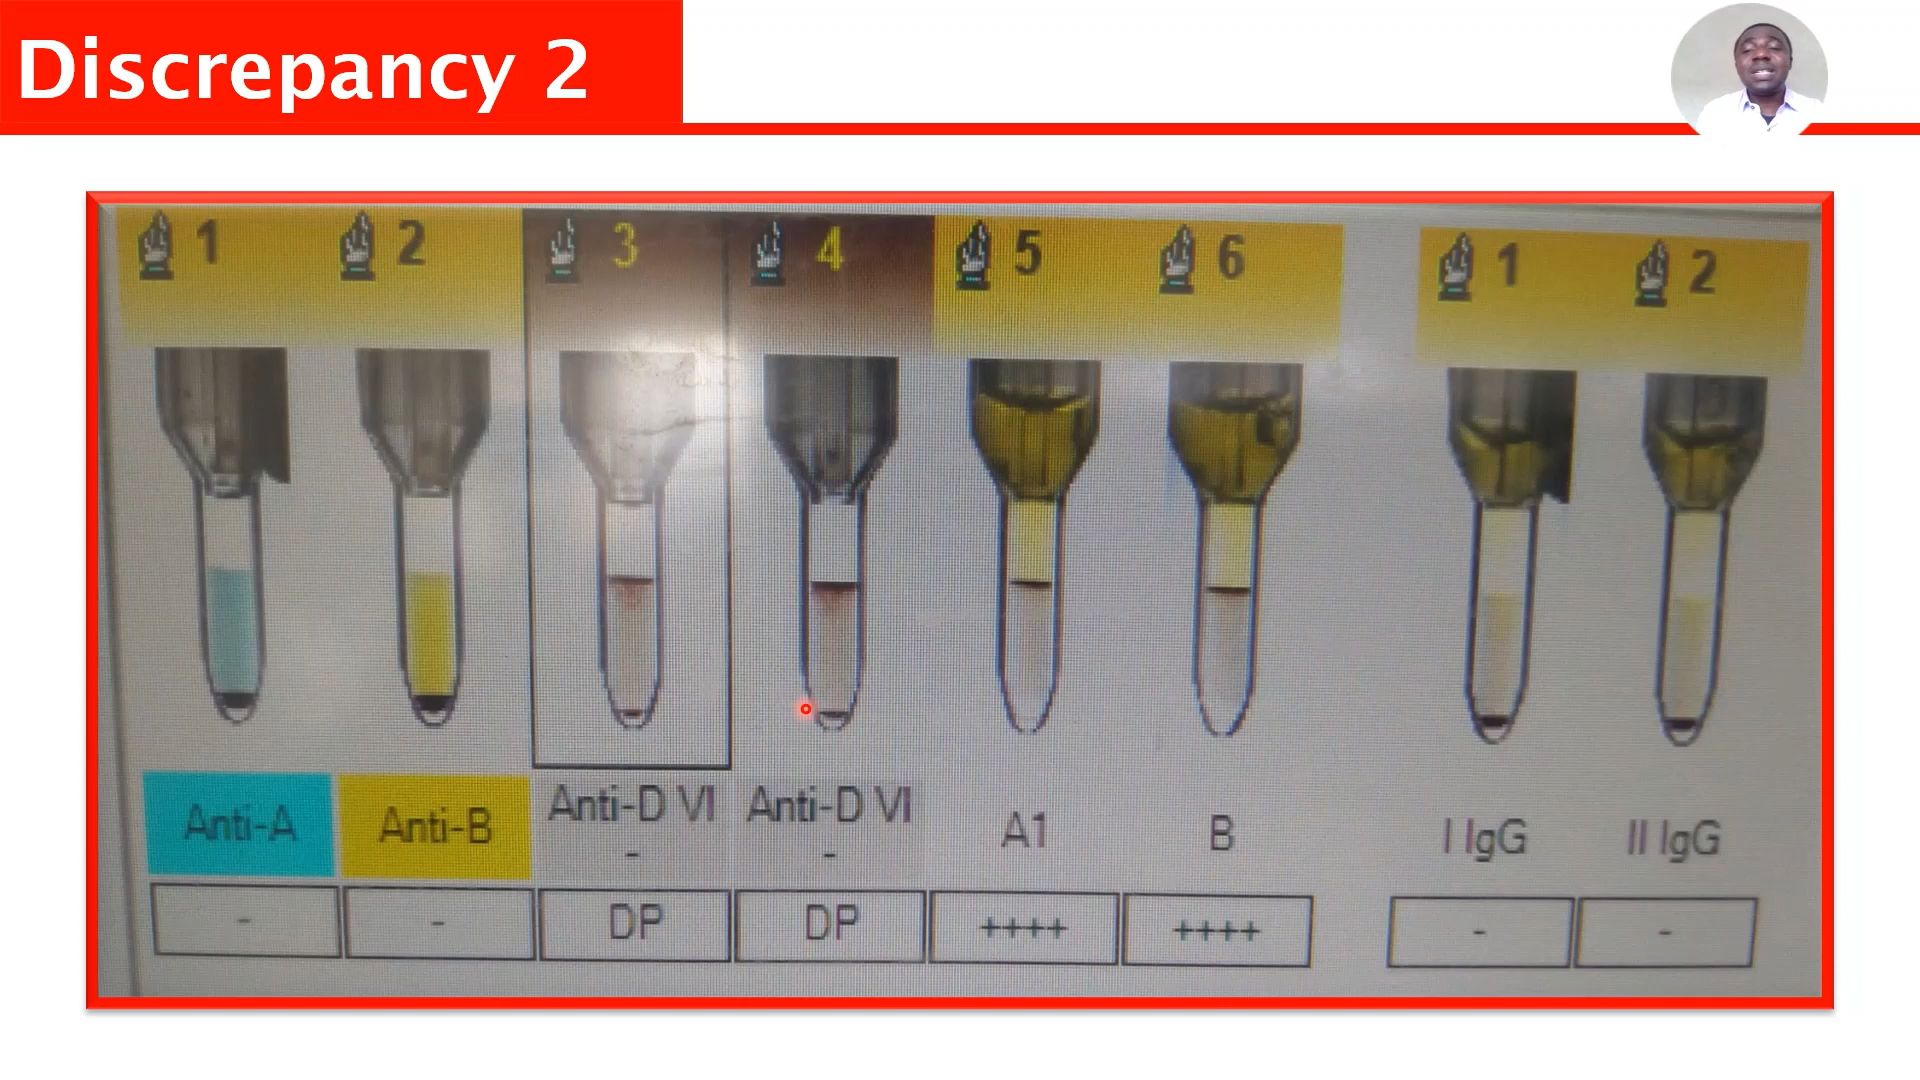 Discrepancy 2
1 2 3 4 5 6 1 2
Anti-A Anti-B Anti-D VI - Anti-D VI - A1 B I IgG II IgG
- - DP DP ++++ ++++ - -